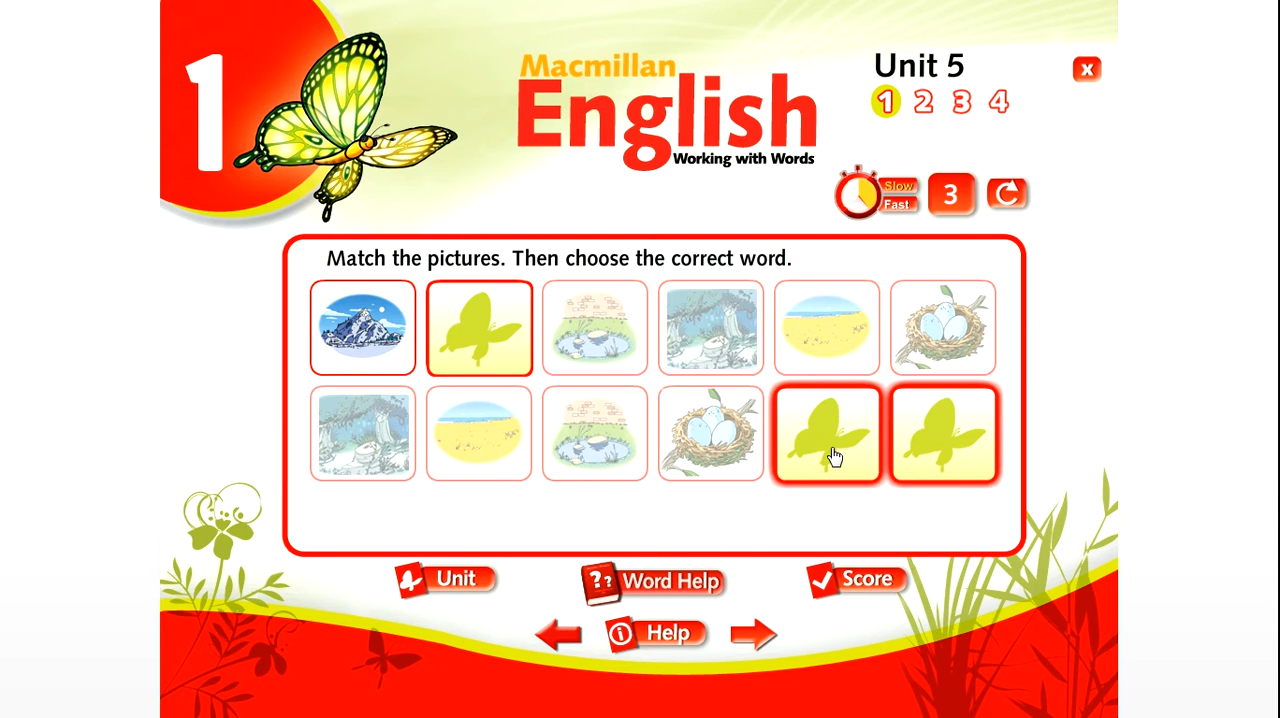 1
Macmillan
English
Working with Words
Unit 5
1 2 3 4
x
Slow
Fast
3
Match the pictures. Then choose the correct word.
Unit
?? Word Help
Score
i Help